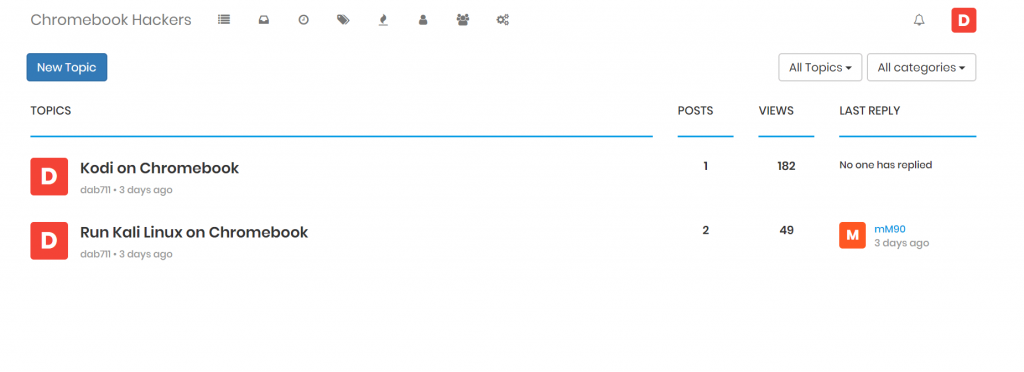 Chromebook Hackers
D
New Topic
All Topics
All categories
TOPICS POSTS VIEWS LAST REPLY
D
Kodi on Chromebook 1 182 No one has replied
dab711 • 3 days ago
D
Run Kali Linux on Chromebook 2 49
M
mM90
dab711 • 3 days ago
3 days ago